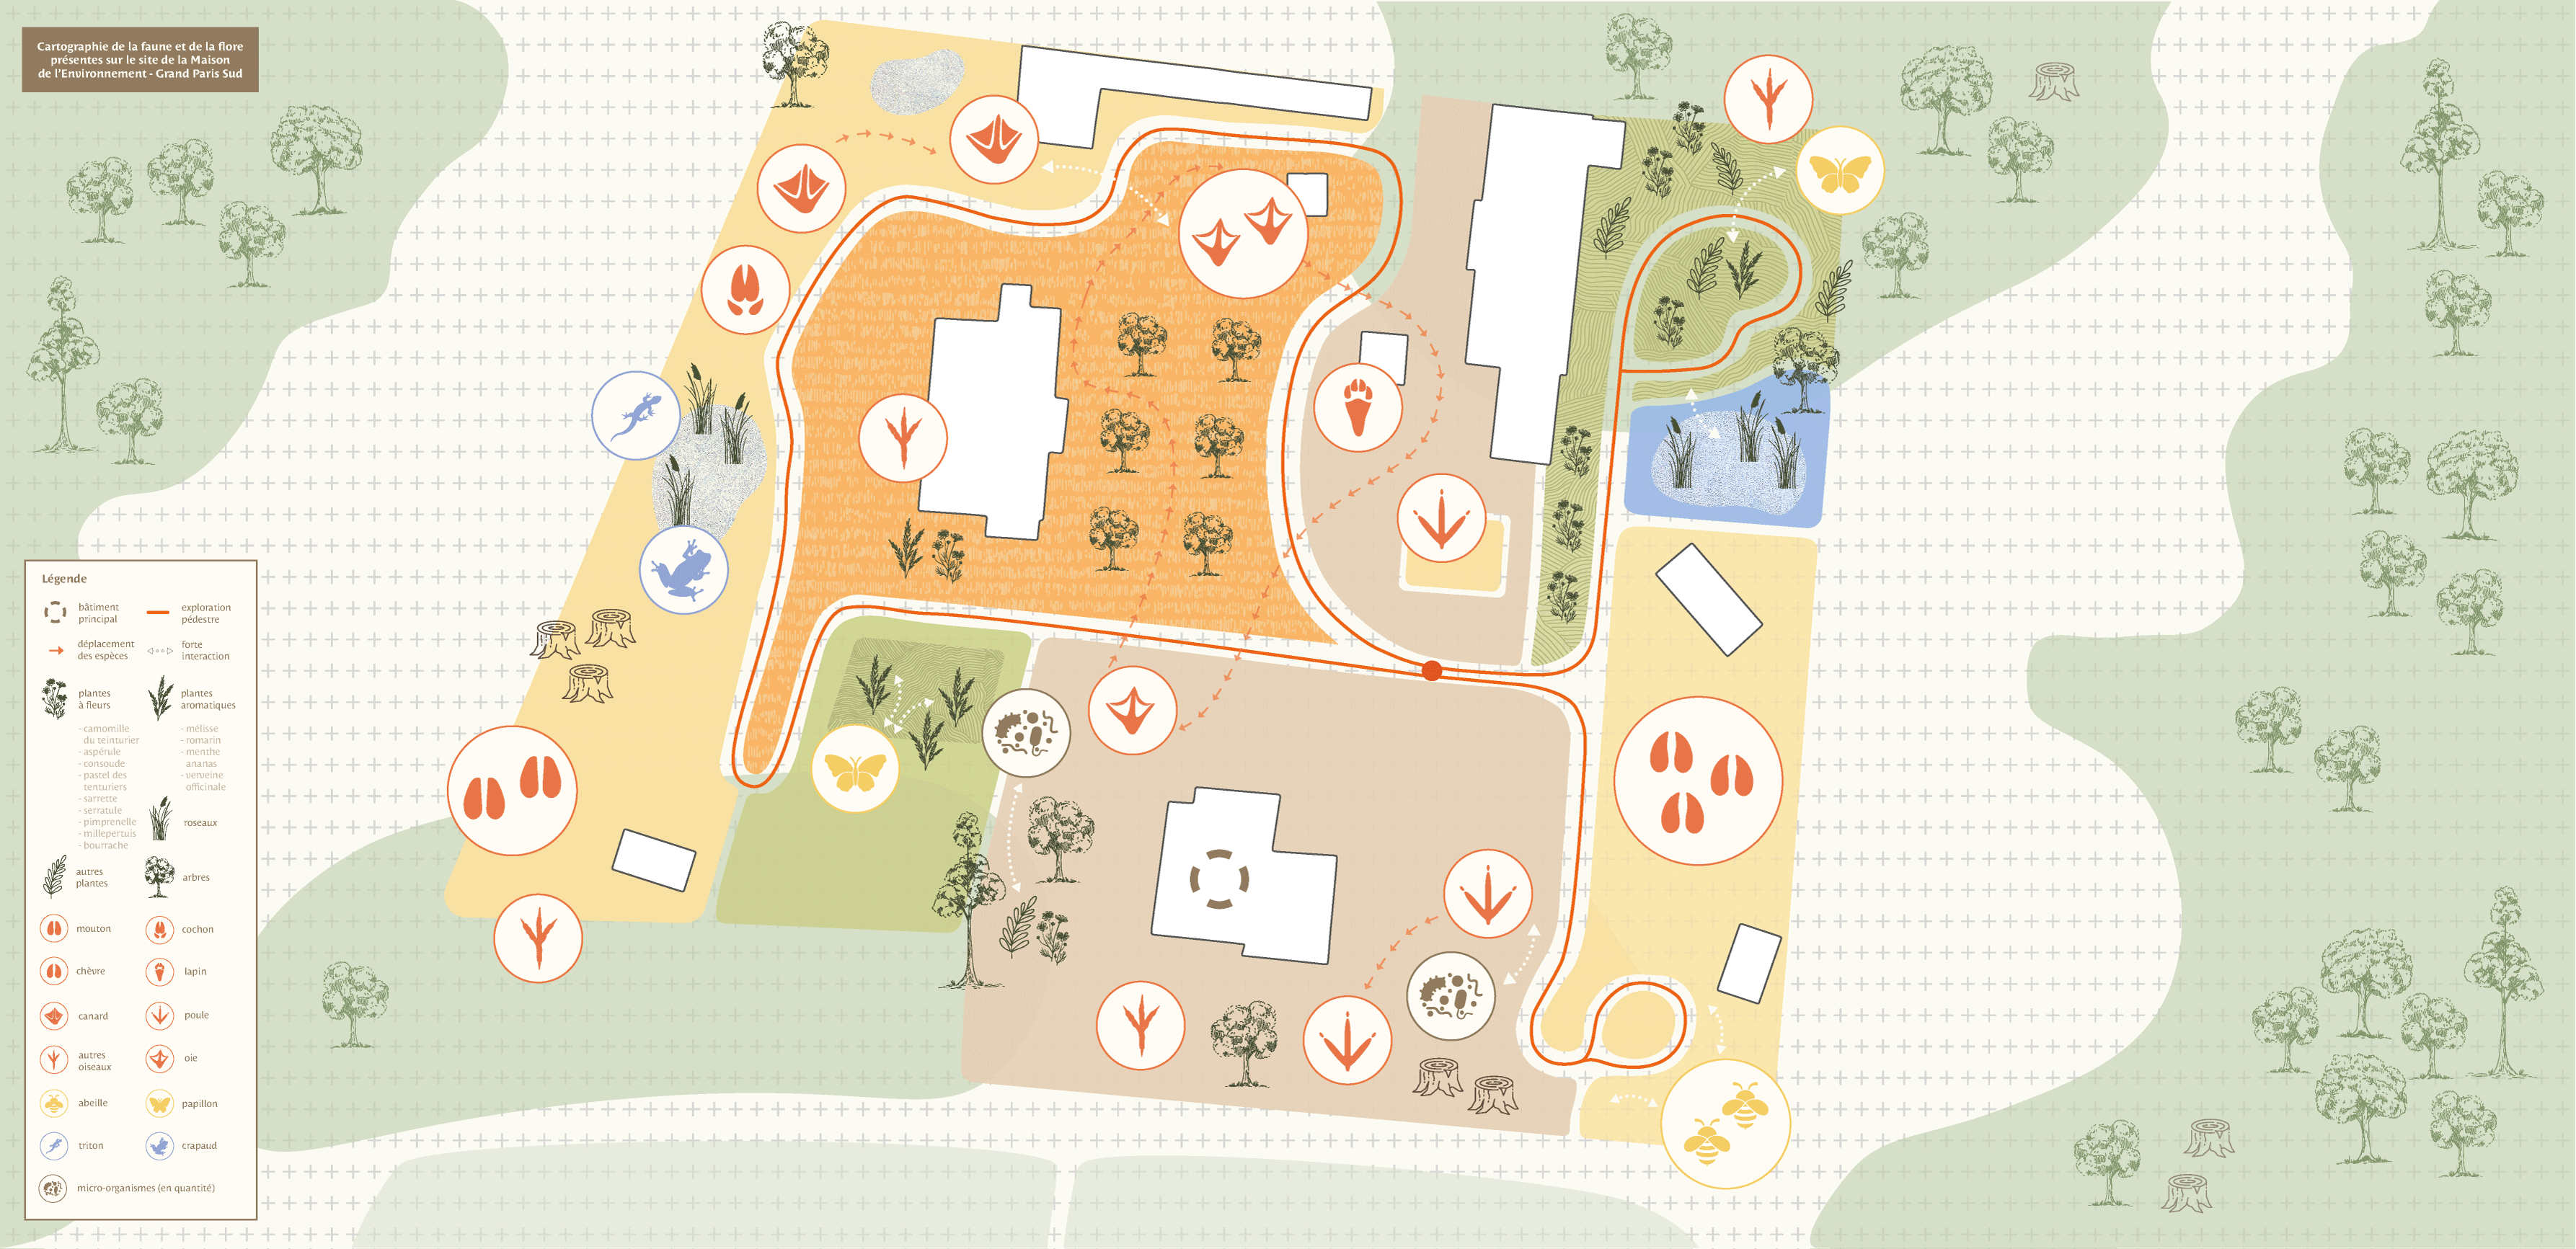 Cartographie de la faune et de la flore
présentes sur le site de la Maison
de l'Environnement - Grand Paris Sud
Légende
bâtiment
principal
exploration
pédestre
déplacement
des espèces
forte
interaction
plantes
à fleurs
plantes
aromatiques
- camomille
du teinturier
- aspérule
- consoude
- pastel des
tenturiers
- sarrette
- serratule
- pimprenelle
- millepertuis
- bourrache
- mélisse
- romarin
- menthe
ananas
- verveine
officinale
roseaux
autres
plantes
arbres
mouton
cochon
chèvre
lapin
canard
poule
autres
oiseaux
oie
abeille
papillon
triton
crapaud
micro-organismes (en quantité)